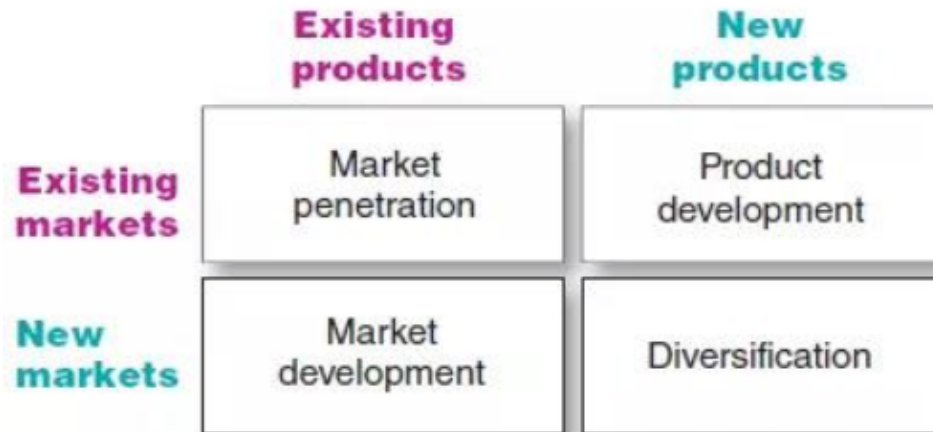 Existing
products
New
products
Existing
markets
Market
penetration
Product
development
New
markets
Market
development
Diversification